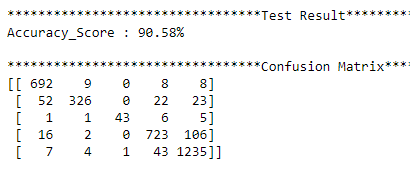 *********************************Test Result*********
Accuracy_Score : 90.58%
*********************************Confusion Matrix****
[[ 692 9 0 8 8]
[ 52 326 0 22 23]
[ 1 1 43 6 5]
[ 16 2 0 723 106]
[ 7 4 1 43 1235]]